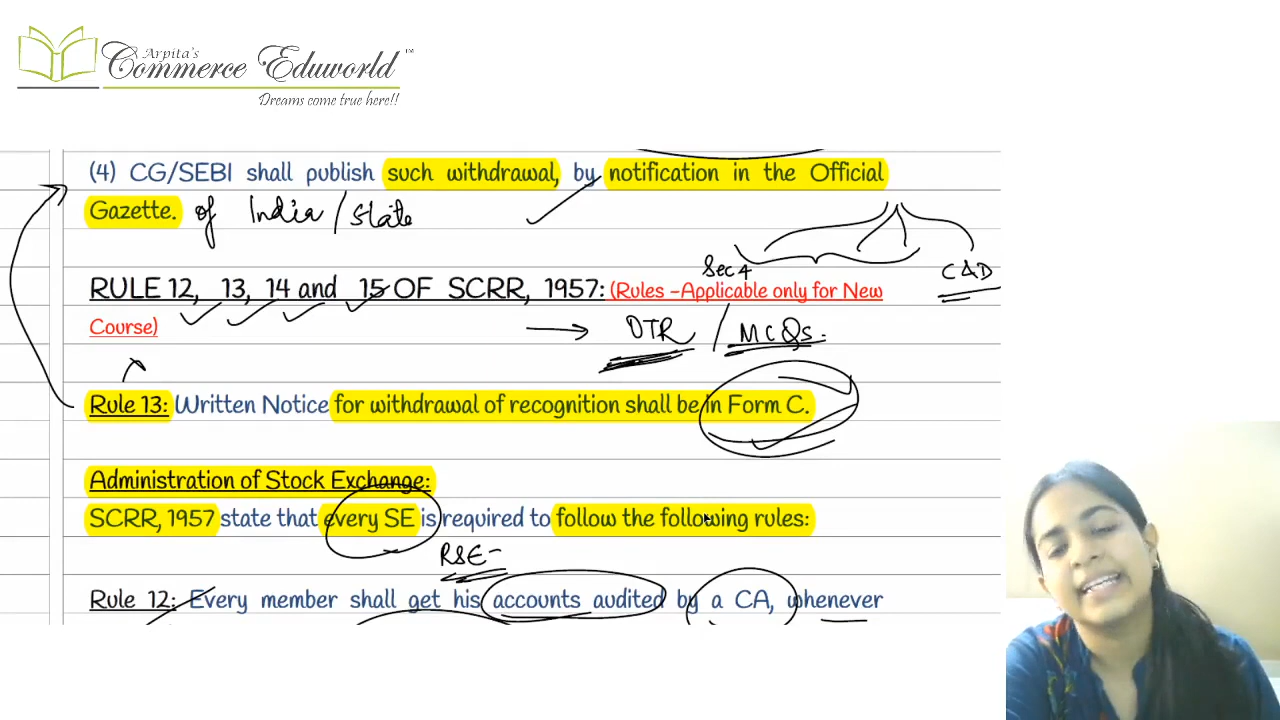 Arpita's
Commerce Eduworld™
Dreams come true here!!
(4) CG/SEBI shall publish such withdrawal, by notification in the Official
Gazette. of India / State
Sec 4
CAD
RULE 12, 13, 14 and 15 OF SCRR, 1957: (Rules -Applicable only for New
Course)
DTR / MCQs.
Rule 13: Written Notice for withdrawal of recognition shall be in Form C.
Administration of Stock Exchange:
SCRR, 1957 state that every SE is required to follow the following rules:
RSE-
Rule 12: Every member shall get his accounts audited by a CA, whenever